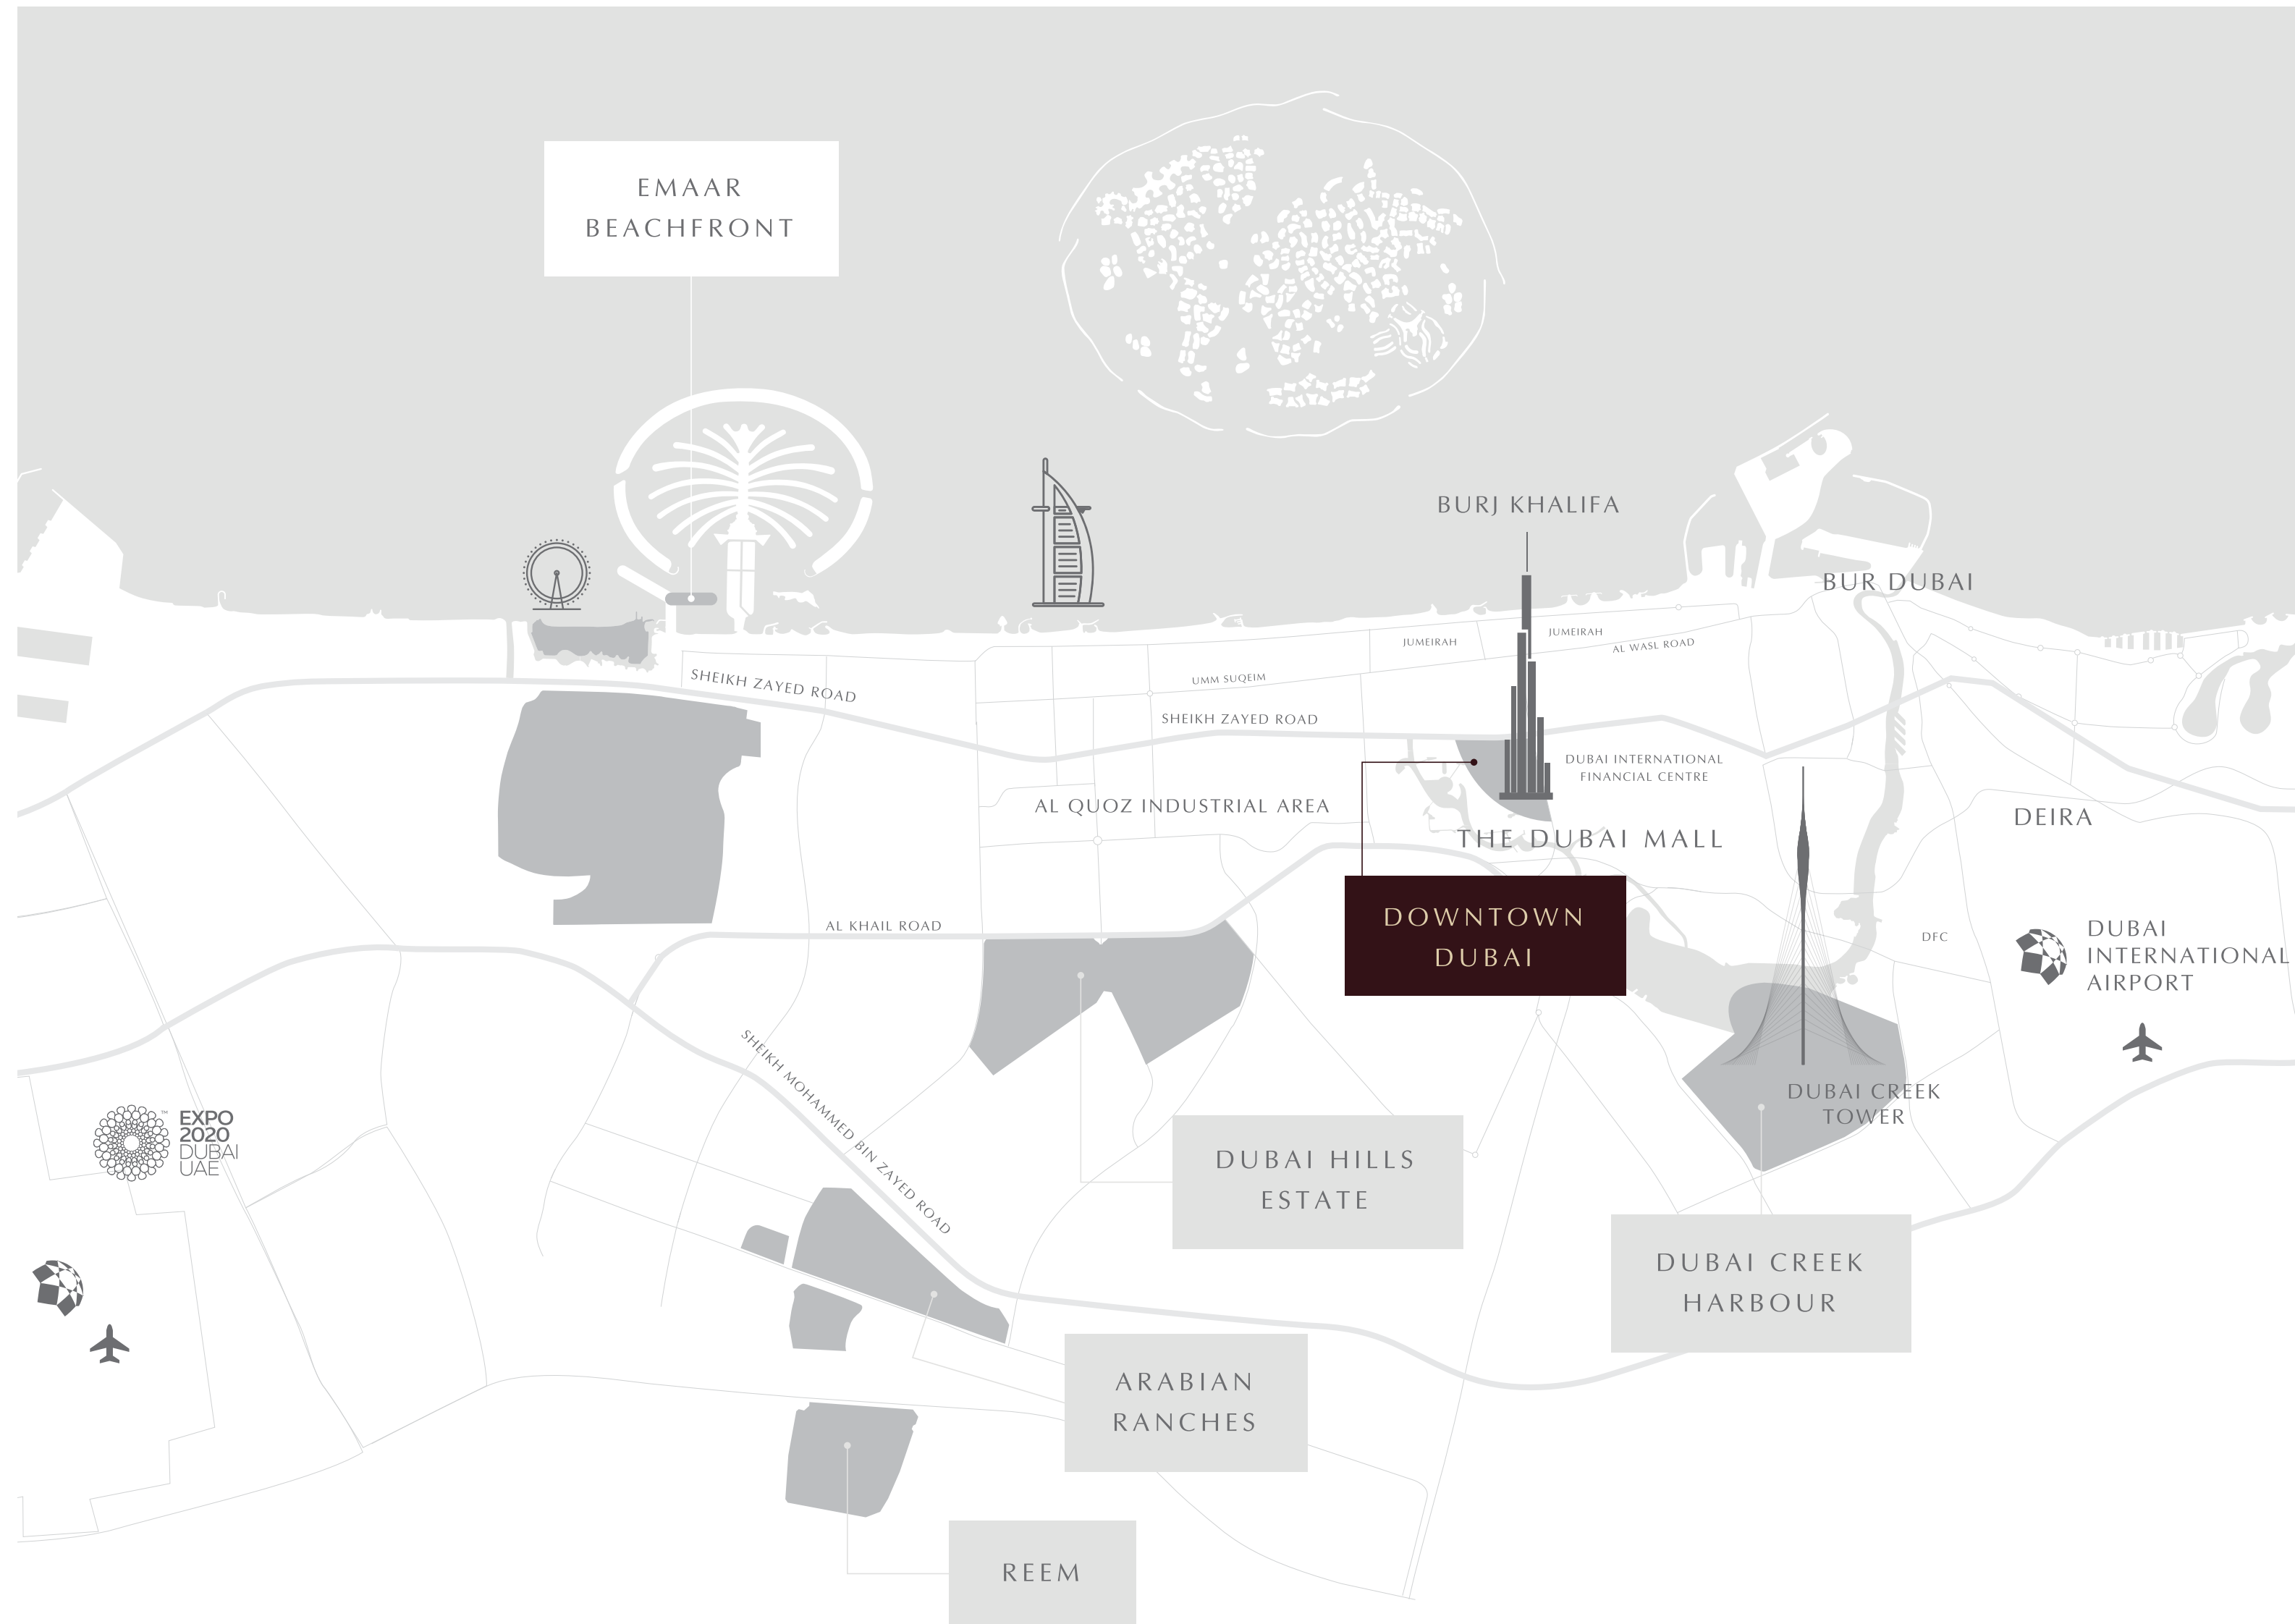 EMAAR
BEACHFRONT
BURJ KHALIFA
BUR DUBAI
JUMEIRAH
JUMEIRAH
AL WASL ROAD
SHEIKH ZAYED ROAD
UMM SUQEIM
SHEIKH ZAYED ROAD
DUBAI INTERNATIONAL
FINANCIAL CENTRE
AL QUOZ INDUSTRIAL AREA
DEIRA
THE DUBAI MALL
DOWNTOWN
DUBAI
AL KHAIL ROAD
DFC
DUBAI
INTERNATIONAL
AIRPORT
SHEIKH MOHAMMED BIN ZAYED ROAD
DUBAI CREEK
TOWER
EXPO
2020
DUBAI
UAE
™
DUBAI HILLS
ESTATE
DUBAI CREEK
HARBOUR
ARABIAN
RANCHES
REEM